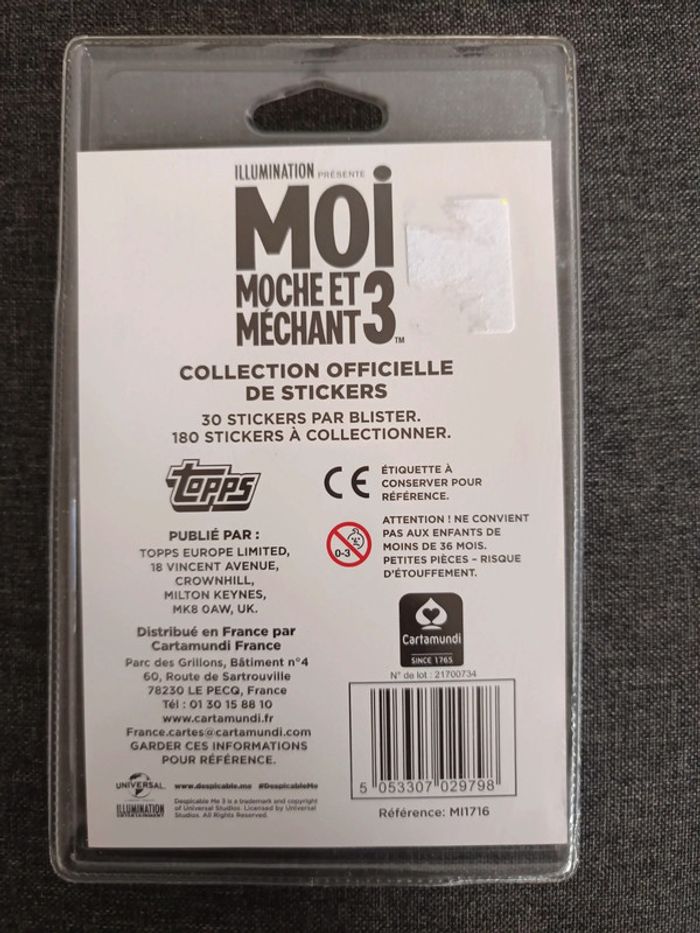 ILLUMINATION PRÉSENTE
MOI
MOCHE ET
MÉCHANT 3™
COLLECTION OFFICIELLE
DE STICKERS
30 STICKERS PAR BLISTER.
180 STICKERS À COLLECTIONNER.
topps
PUBLIÉ PAR :
TOPPS EUROPE LIMITED,
18 VINCENT AVENUE,
CROWNHILL,
MILTON KEYNES,
MK8 0AW, UK.
Distribué en France par
Cartamundi France
Parc des Grillons, Bâtiment n°4
60, Route de Sartrouville
78230 LE PECQ, France
Tél : 01 30 15 88 10
www.cartamundi.fr
France.cartes@cartamundi.com
GARDER CES INFORMATIONS
POUR RÉFÉRENCE.
CE
ÉTIQUETTE À
CONSERVER POUR
RÉFÉRENCE.
0-3
ATTENTION ! NE CONVIENT
PAS AUX ENFANTS DE
MOINS DE 36 MOIS.
PETITES PIÈCES – RISQUE
D'ÉTOUFFEMENT.
Cartamundi
SINCE 1765
N° de lot : 21700734
5 053307 029798
Référence: MI1716
UNIVERSAL
ILLUMINATION
ENTERTAINMENT
www.despicable.me #DespicableMe
Despicable Me 3 is a trademark and copyright
of Universal Studios. Licensed by Universal
Studios. All Rights Reserved.